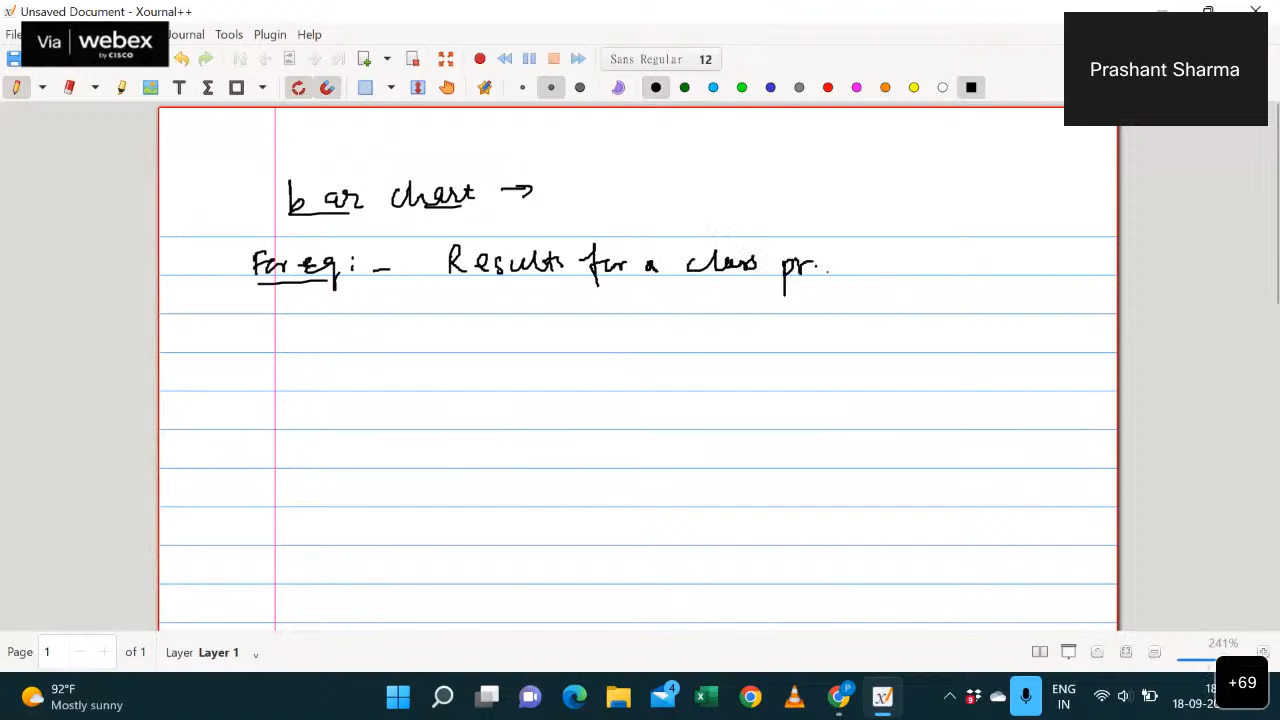 Unsaved Document - Xournal++
Via webex
by CISCO
Journal Tools Plugin Help
Sans Regular 12
Prashant Sharma
bar chart →
For eg: - Results for a class pr..
Page 1 of 1 Layer Layer 1
241%
92°F
Mostly sunny
4
ENG
IN
18
18-09-20
+69